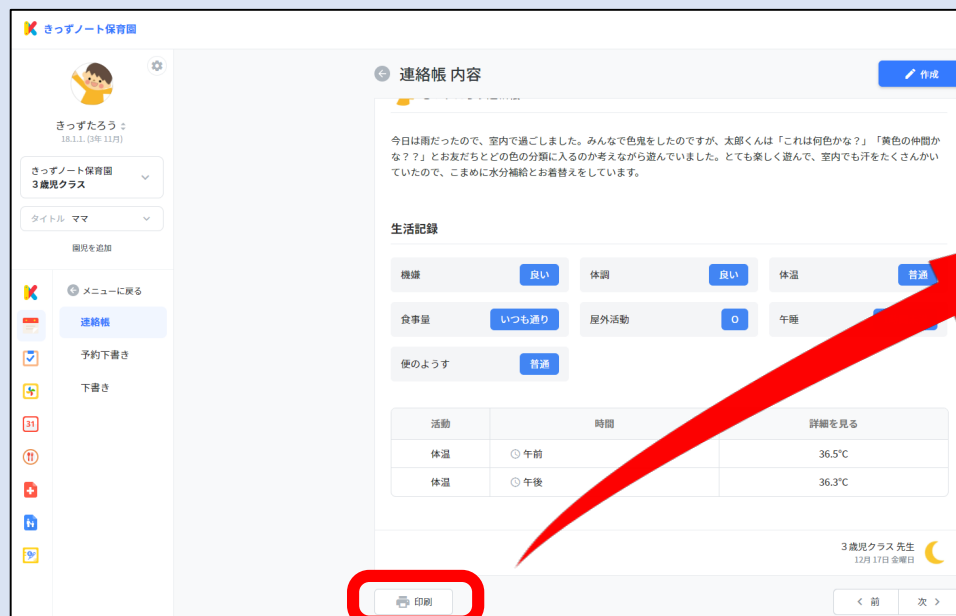 きっずノート保育園
きっずたろう
18.1.1. (3年 11月)
きっずノート保育園
3歳児クラス
タイトル ママ
園児を追加
メニューに戻る
連絡帳
予約下書き
下書き
31
連絡帳 内容
作成
今日は雨だったので、室内で過ごしました。みんなで色鬼をしたのですが、太郎くんは「これは何色かな？」「黄色の仲間か
な？？」とお友だちとどの色の分類に入るのか考えながら遊んでいました。とても楽しく遊んで、室内でも汗をたくさんかい
ていたので、こまめに水分補給とお着替えをしています。
生活記録
機嫌 良い 体調 良い 体温 普通
食事量 いつも通り 屋外活動 O 午睡
便のようす 普通
活動 時間 詳細を見る
体温 午前 36.5℃
体温 午後 36.3℃
3歳児クラス 先生
12月 17日 金曜日
印刷
前 次